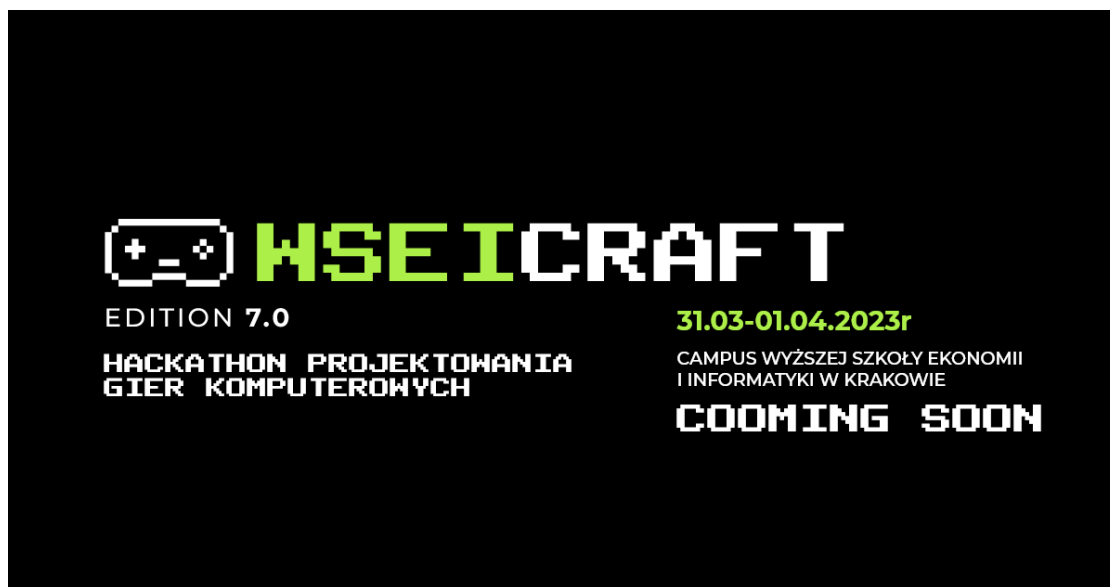 WSEICRAFT
EDITION 7.0
HACKATHON PROJEKTOWANIA
GIER KOMPUTEROWYCH
31.03-01.04.2023r
CAMPUS WYŻSZEJ SZKOŁY EKONOMII
I INFORMATYKI W KRAKOWIE
COOMING SOON